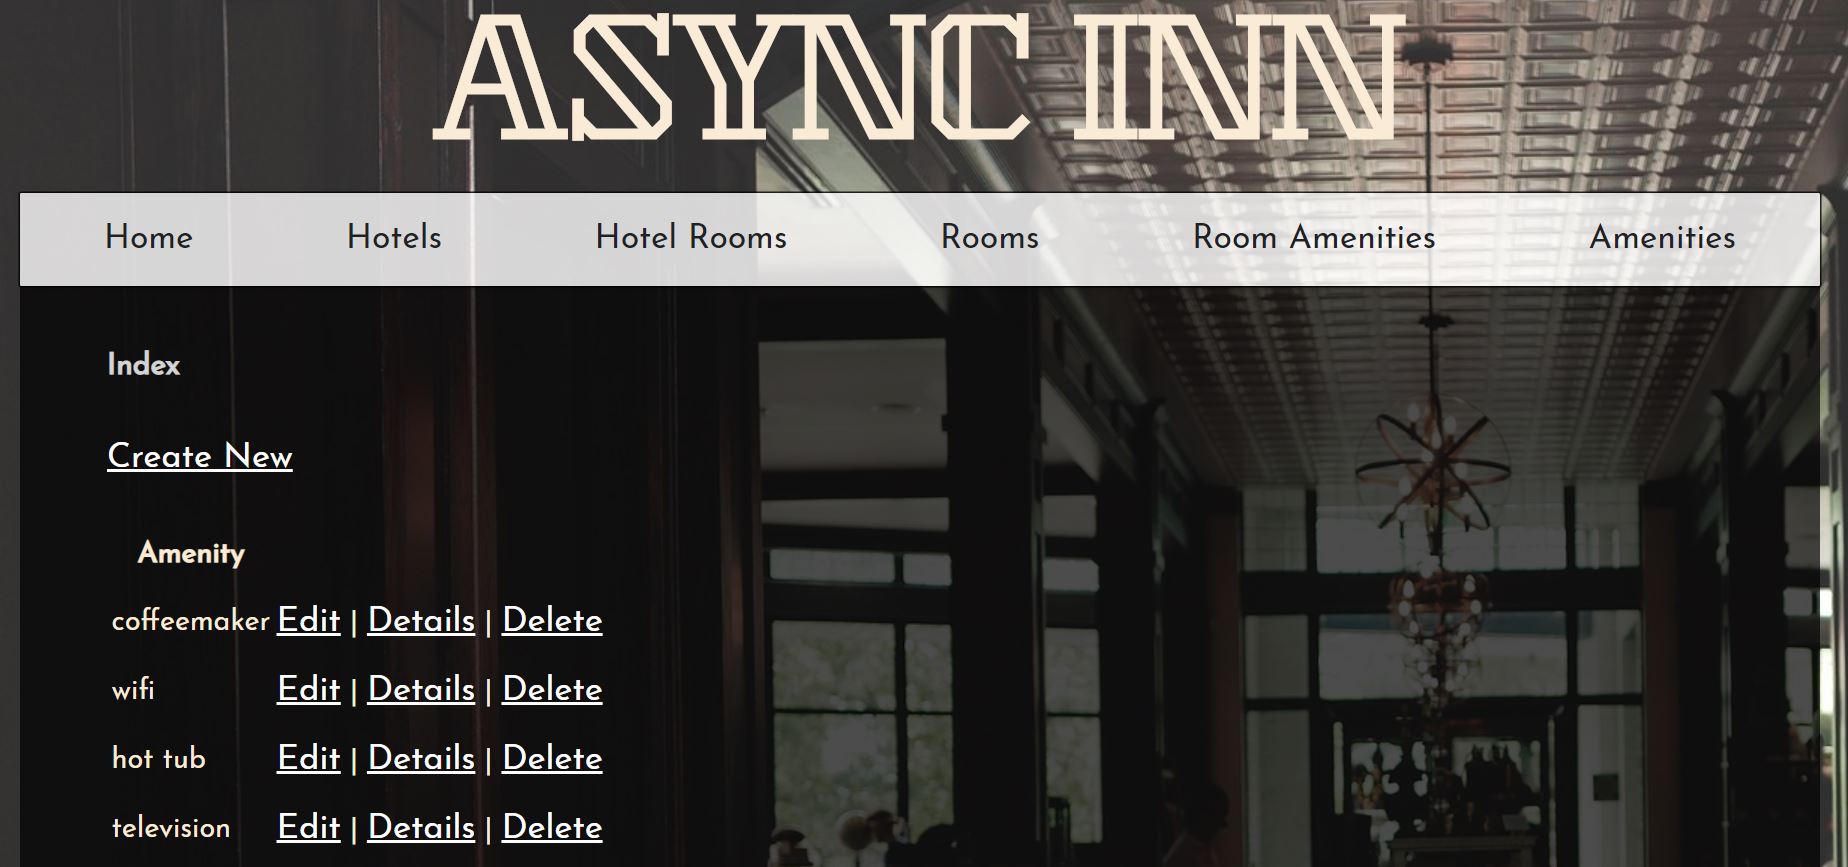 ASYNC INN
Home Hotels Hotel Rooms Rooms Room Amenities Amenities
Index
Create New
Amenity
coffeemaker Edit | Details | Delete
wifi Edit | Details | Delete
hot tub Edit | Details | Delete
television Edit | Details | Delete